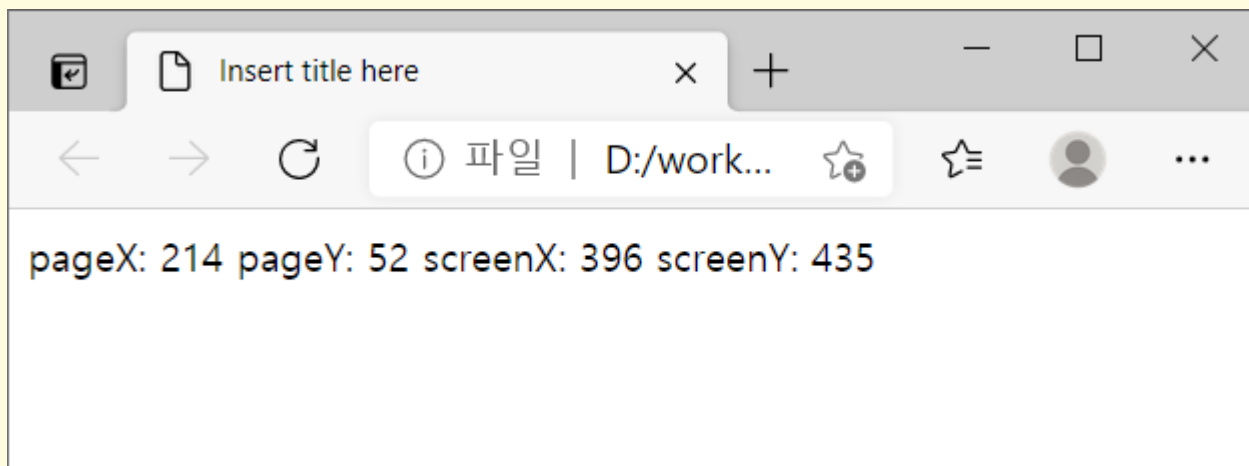 Insert title here
파일 | D:/work...
pageX: 214 pageY: 52 screenX: 396 screenY: 435